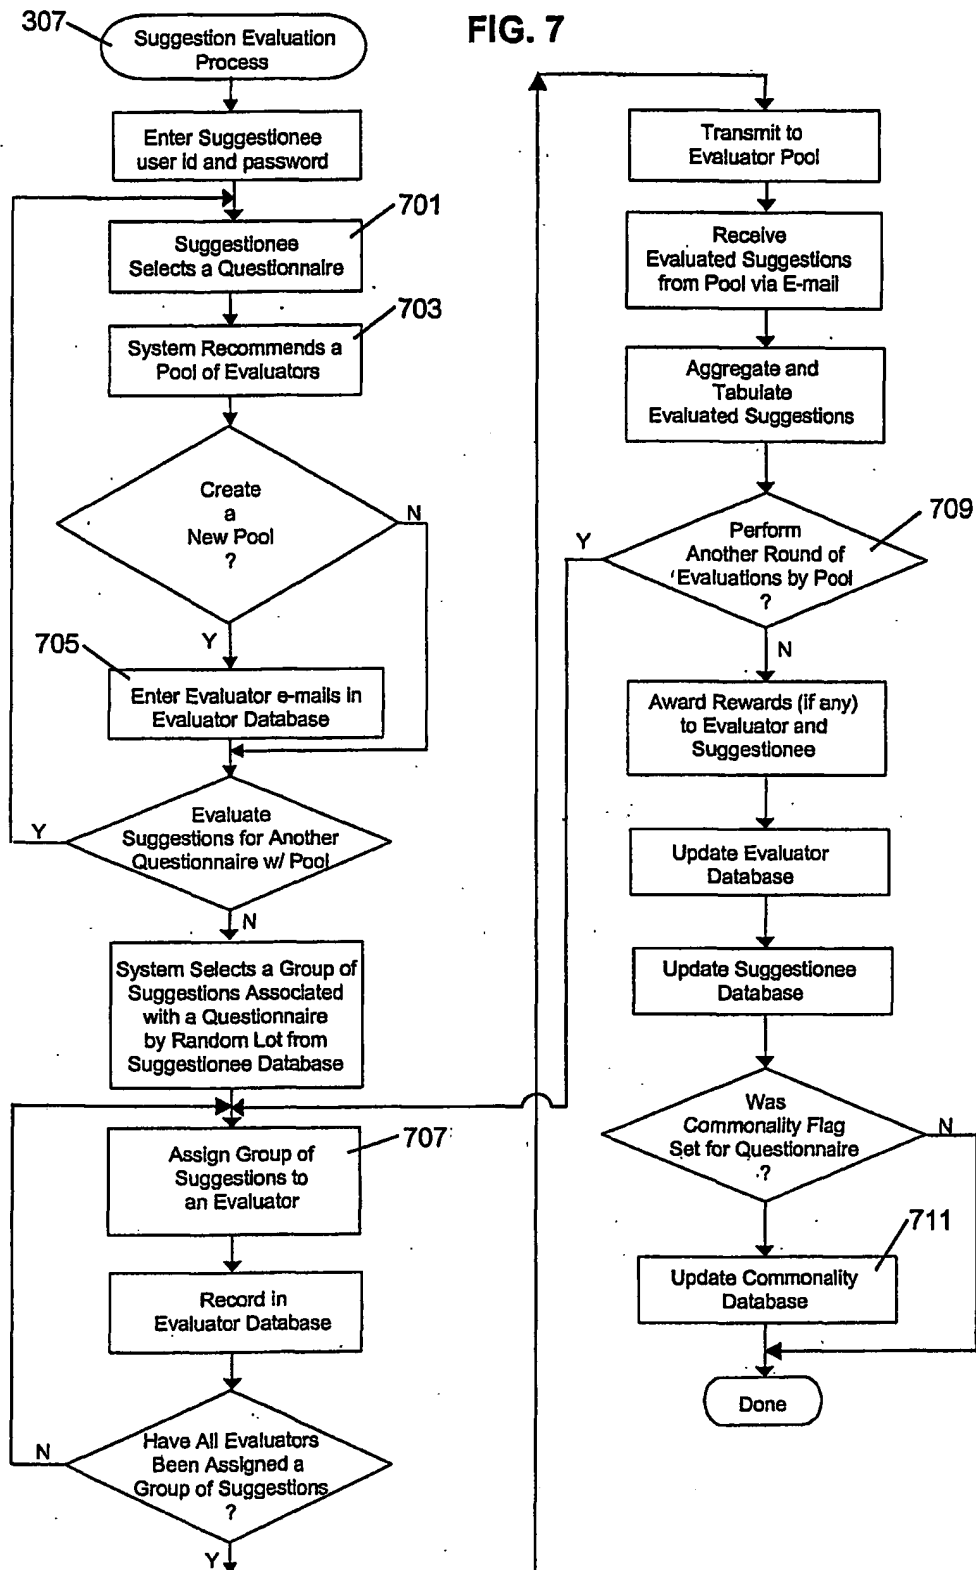 FIG. 7
307
Suggestion Evaluation
Process
Enter Suggestionee
user id and password
701
Suggestionee
Selects a Questionnaire
703
System Recommends a
Pool of Evaluators
Create
a
New Pool
?
N
Y
705
Enter Evaluator e-mails in
Evaluator Database
Evaluate
Suggestions for Another
Questionnaire w/ Pool
Y
N
System Selects a Group of
Suggestions Associated
with a Questionnaire
by Random Lot from
Suggestionee Database
707
Assign Group of
Suggestions to
an Evaluator
Record in
Evaluator Database
Have All Evaluators
Been Assigned a
Group of Suggestions
?
N
Y
Transmit to
Evaluator Pool
Receive
Evaluated Suggestions
from Pool via E-mail
Aggregate and
Tabulate
Evaluated Suggestions
709
Perform
Another Round of
Evaluations by Pool
?
Y
N
Award Rewards (if any)
to Evaluator and
Suggestionee
Update Evaluator
Database
Update Suggestionee
Database
Was
Commonality Flag
Set for Questionnaire
?
N
711
Update Commonality
Database
Done